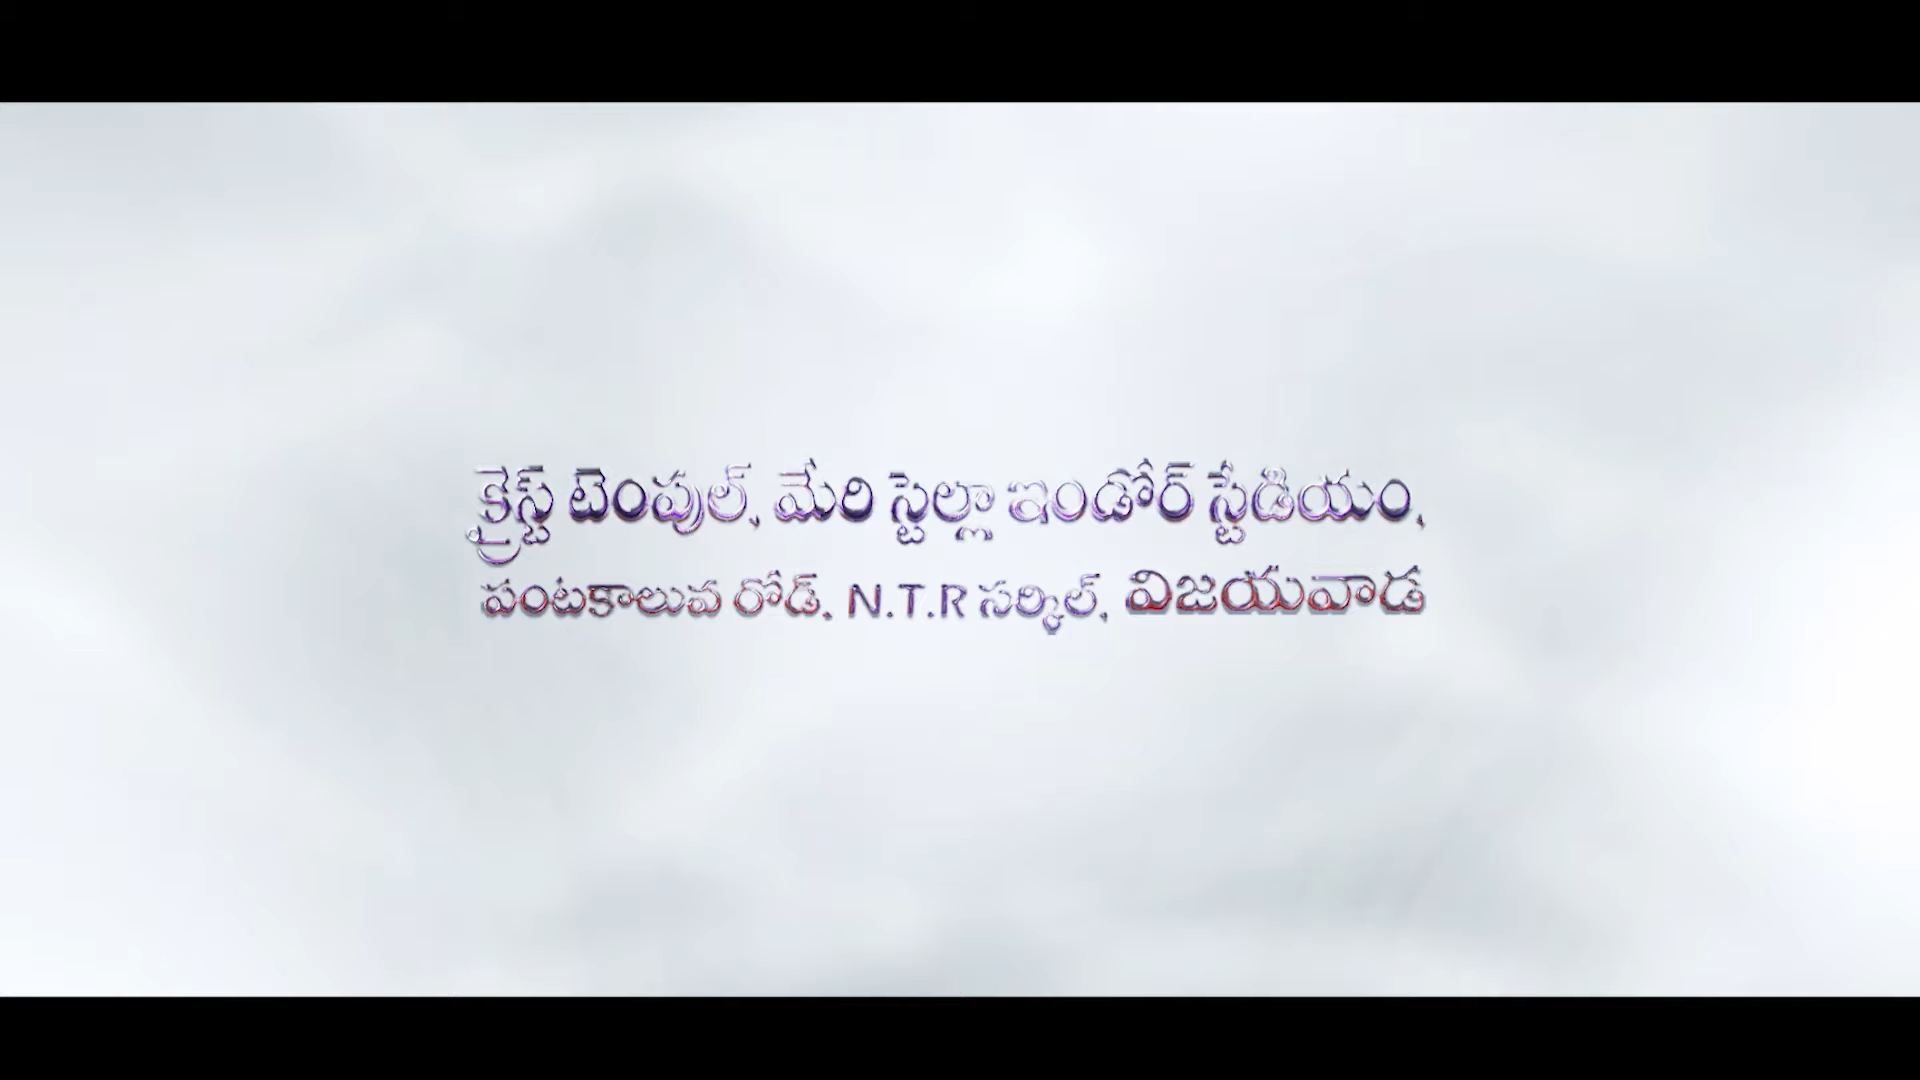 క్రైస్ట్ టెంపుల్, మేరి స్టెల్లా ఇండోర్ స్టేడియం,
పంటకాలువ రోడ్, N.T.R సర్కిల్, విజయవాడ